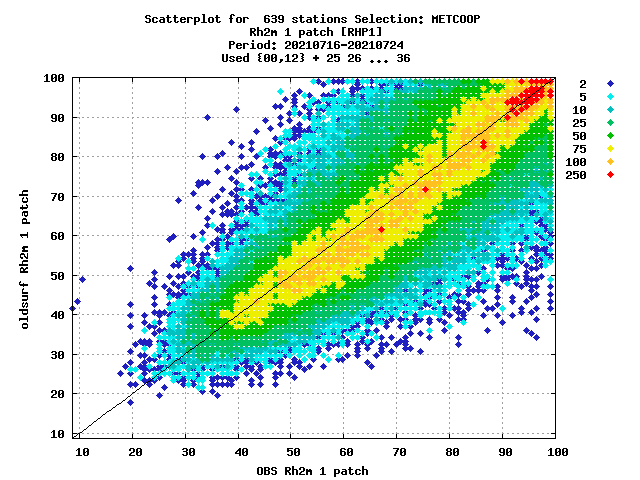 Scatterplot for  639 stations Selection: METCOOP
Rh2m 1 patch [RHP1]
Period: 20210716-20210724
Used {00,12} + 25 26 ... 36
100
90
80
70
60
50
40
30
20
10
oldsurf Rh2m 1 patch
10 20 30 40 50 60 70 80 90 100
OBS Rh2m 1 patch
2
5
10
25
50
75
100
250